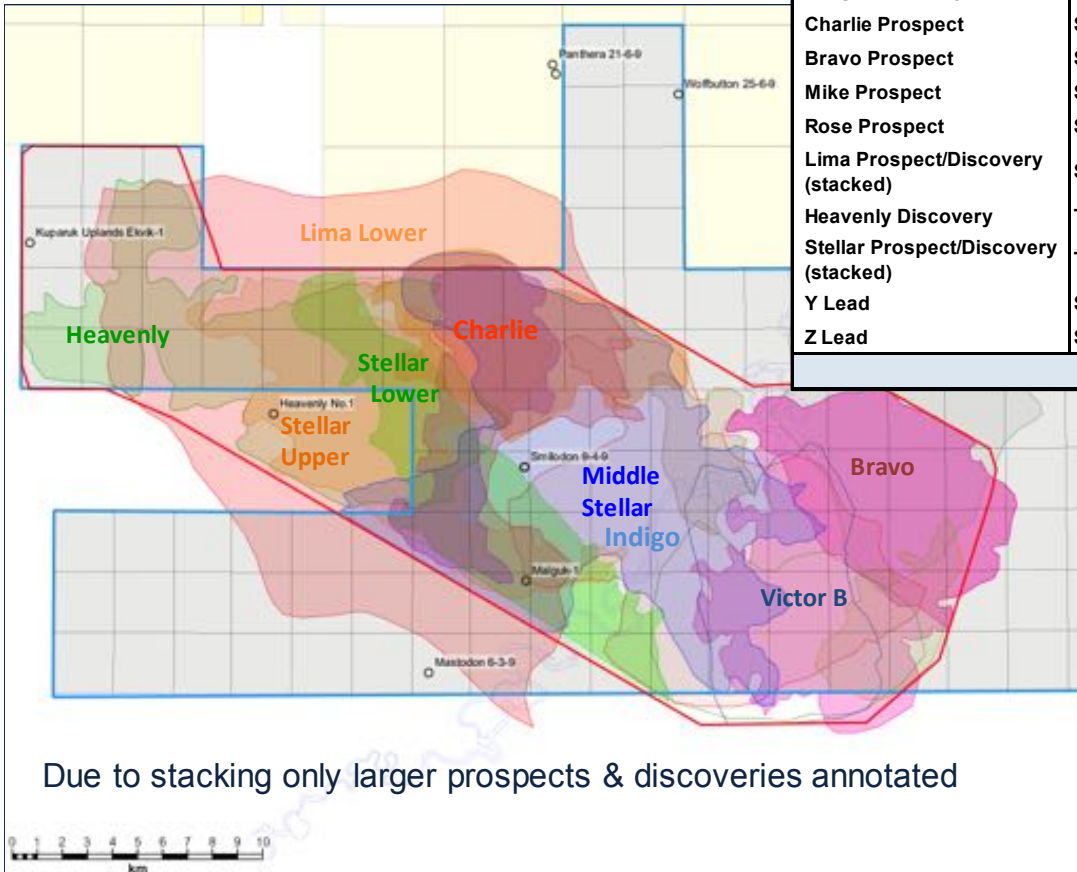 Charlie Prospect
Bravo Prospect
Mike Prospect
Rose Prospect
Lima Prospect/Discovery
(stacked)
Heavenly Discovery
Stellar Prospect/Discovery
(stacked)
Y Lead
Z Lead
Panthera 21-6-9
Wolfbutton 25-6-9
Kuparuk Uplands Ekvik-1
Lima Lower
Heavenly
Charlie
Stellar
Lower
Heavenly No.1
Stellar
Upper
Smilodon 9-4-9
Middle
Stellar
Indigo
Bravo
Malguk-1
Victor B
Mastodon 6-3-9
Due to stacking only larger prospects & discoveries annotated
0 1 2 3 4 5 6 7 8 9 10
km